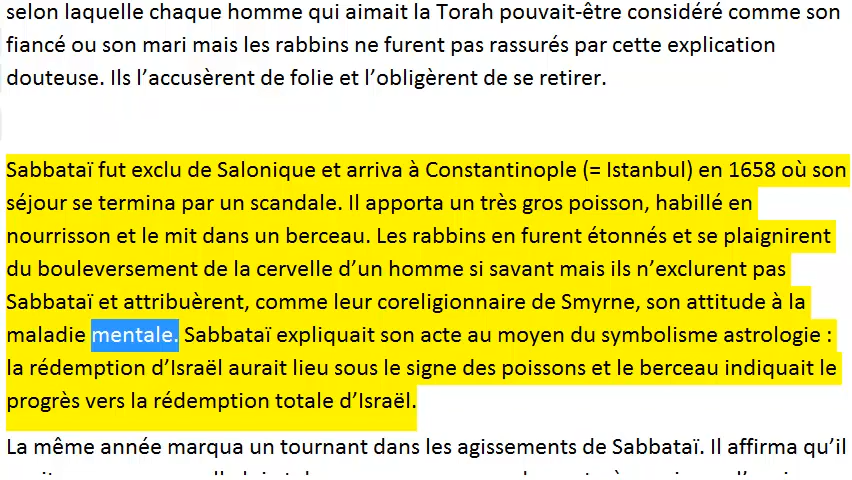 selon laquelle chaque homme qui aimait la Torah pouvait-être considéré comme son
fiancé ou son mari mais les rabbins ne furent pas rassurés par cette explication
douteuse. Ils l’accusèrent de folie et l’obligèrent de se retirer.
Sabbataï fut exclu de Salonique et arriva à Constantinople (= Istanbul) en 1658 où son
séjour se termina par un scandale. Il apporta un très gros poisson, habillé en
nourrisson et le mit dans un berceau. Les rabbins en furent étonnés et se plaignirent
du bouleversement de la cervelle d’un homme si savant mais ils n’exclurent pas
Sabbataï et attribuèrent, comme leur coreligionnaire de Smyrne, son attitude à la
maladie mentale. Sabbataï expliquait son acte au moyen du symbolisme astrologie :
la rédemption d’Israël aurait lieu sous le signe des poissons et le berceau indiquait le
progrès vers la rédemption totale d’Israël.
La même année marqua un tournant dans les agissements de Sabbataï. Il affirma qu’il